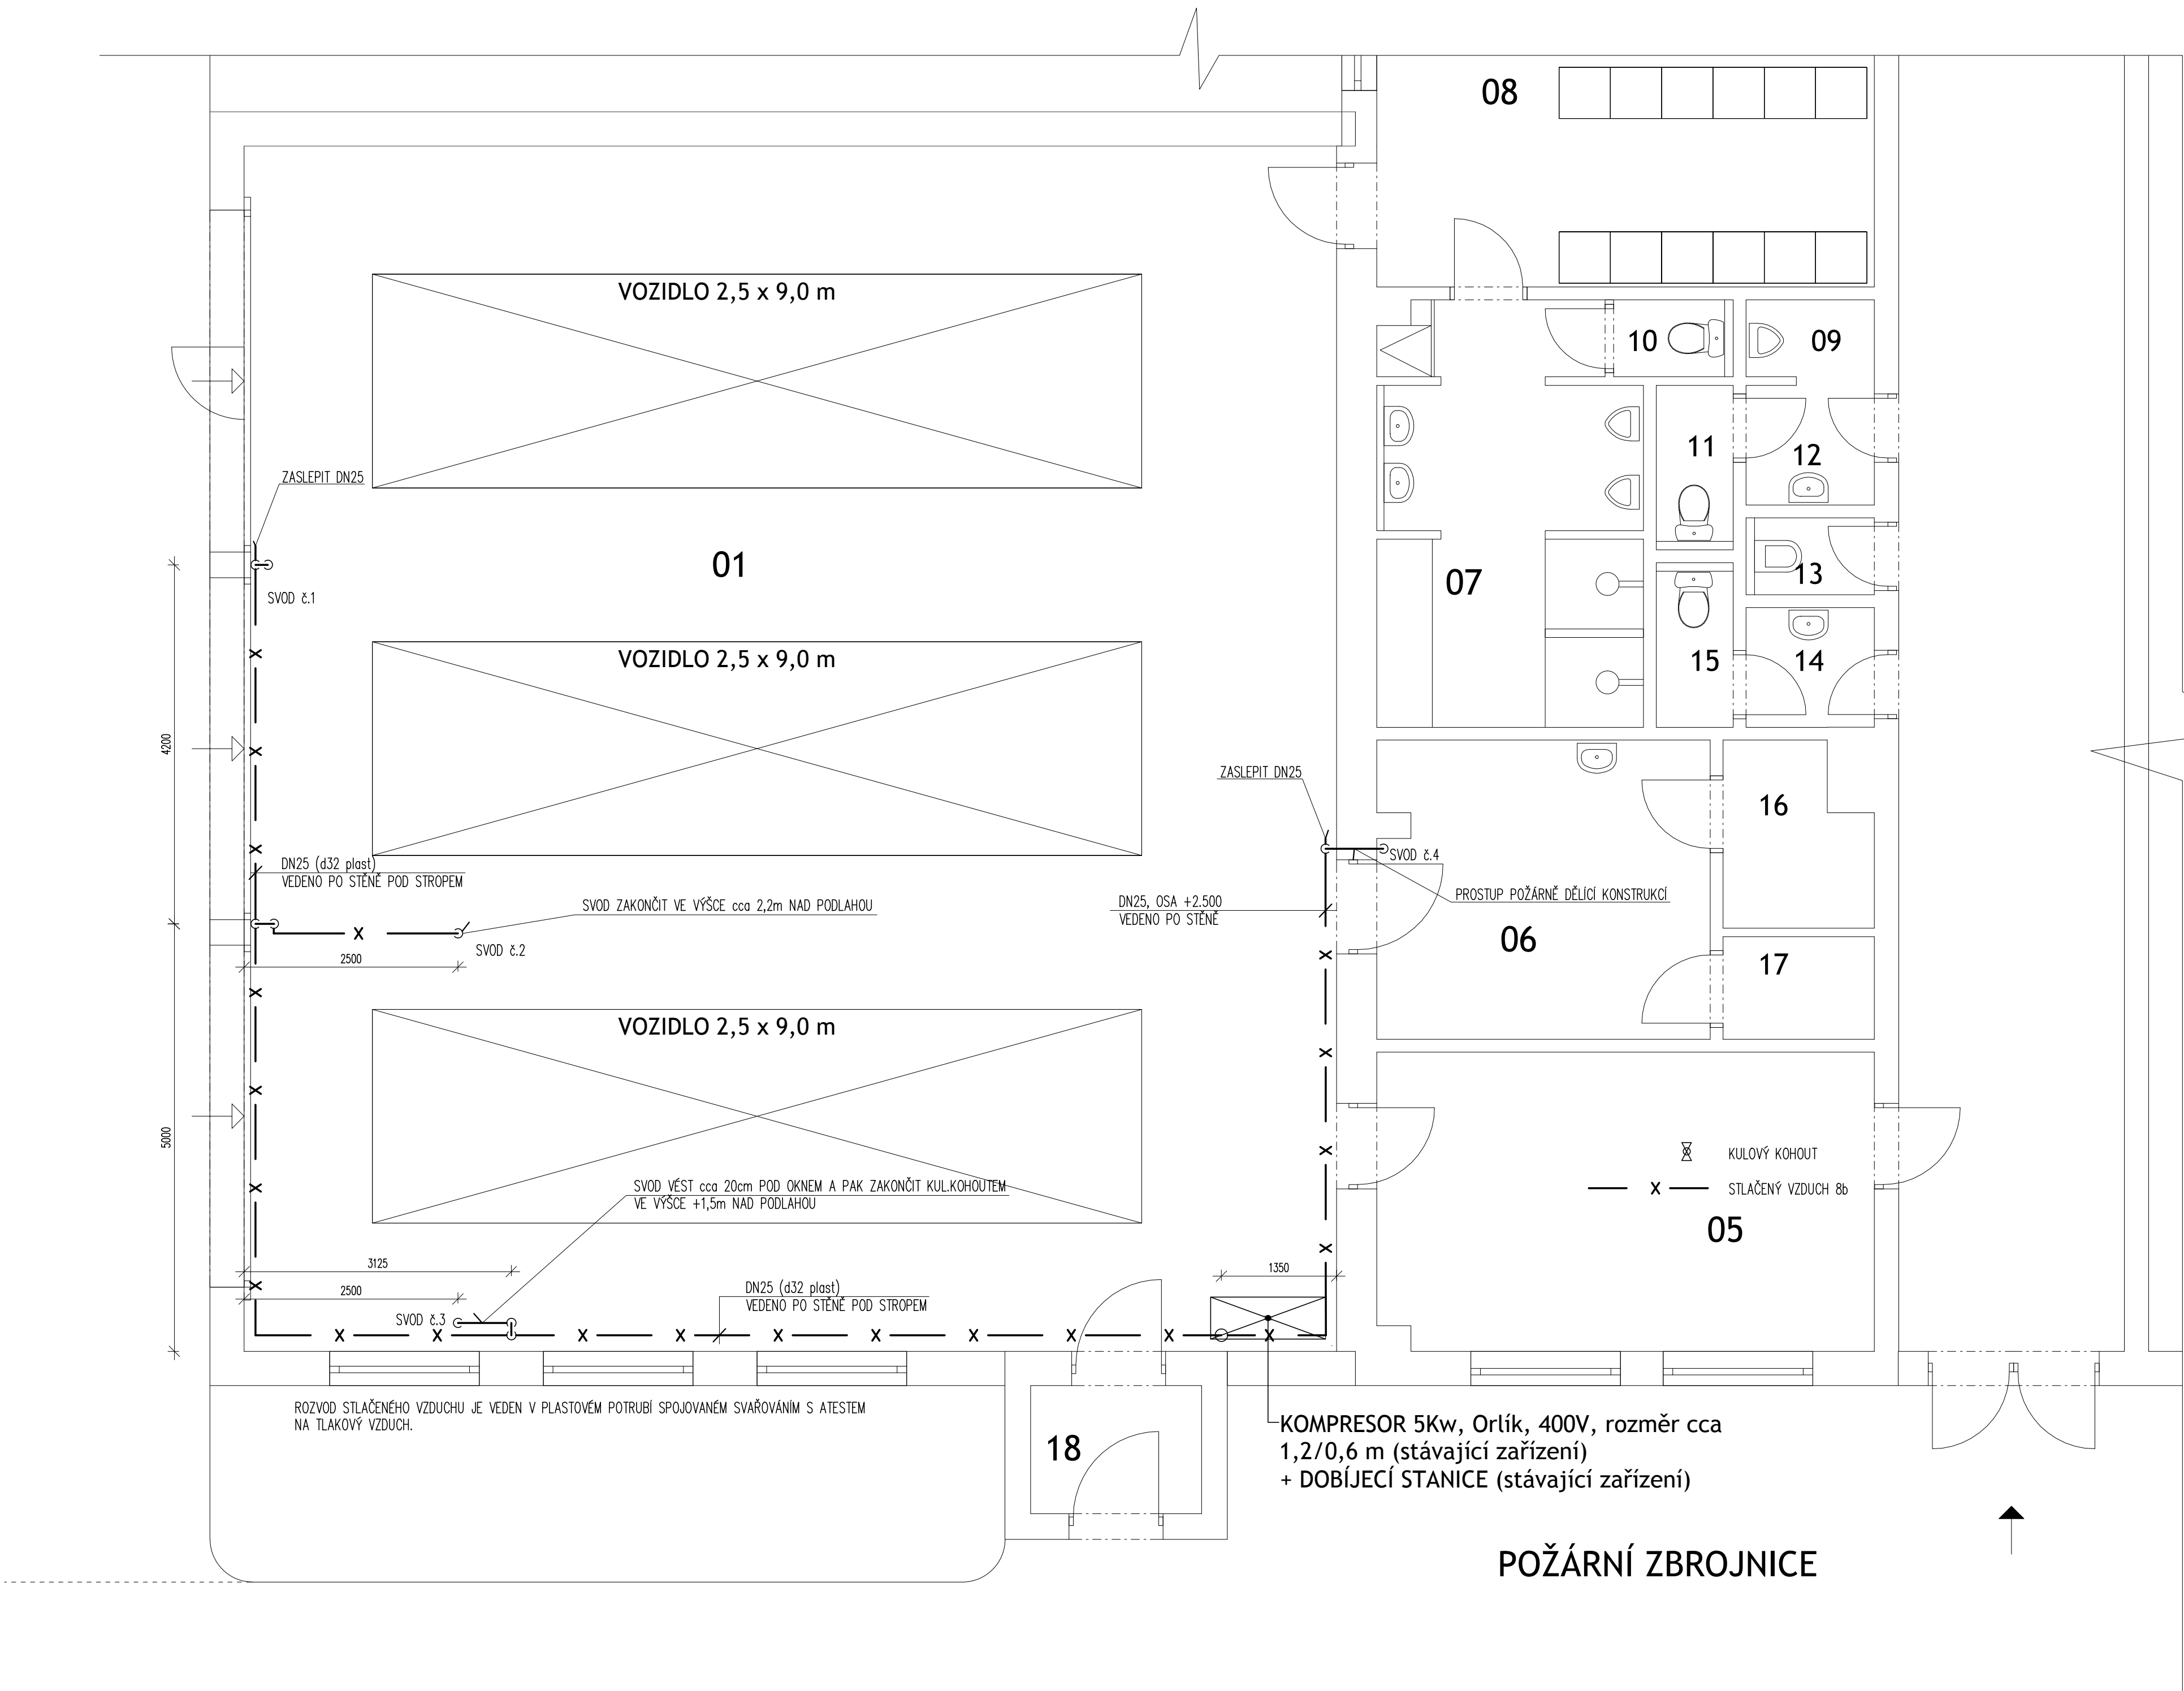 08
VOZIDLO 2,5 x 9,0 m
10
09
11
12
ZASLEPIT DN25
01
13
07
SVOD č.1
VOZIDLO 2,5 x 9,0 m
15
14
4200
ZASLEPIT DN25
16
DN25 (d32 plast)
VEDENO PO STĚNĚ POD STROPEM
SVOD č.4
SVOD ZAKONČIT VE VÝŠCE cca 2,2m NAD PODLAHOU
DN25, OSA +2.500
VEDENO PO STĚNĚ
PROSTUP POŽÁRNĚ DĚLÍCÍ KONSTRUKCÍ
06
SVOD č.2
2500
17
VOZIDLO 2,5 x 9,0 m
5000
KULOVÝ KOHOUT
STLAČENÝ VZDUCH 8b
SVOD VÉST cca 20cm POD OKNEM A PAK ZAKONČIT KUL.KOHOUTEM
VE VÝŠCE +1,5m NAD PODLAHOU
05
3125
1350
2500
DN25 (d32 plast)
VEDENO PO STĚNĚ POD STROPEM
SVOD č.3
ROZVOD STLAČENÉHO VZDUCHU JE VEDEN V PLASTOVÉM POTRUBÍ SPOJOVANÉM SVAŘOVÁNÍM S ATESTEM
NA TLAKOVÝ VZDUCH.
18
KOMPRESOR 5Kw, Orlík, 400V, rozměr cca
1,2/0,6 m (stávající zařízení)
+ DOBÍJECÍ STANICE (stávající zařízení)
POŽÁRNÍ ZBROJNICE